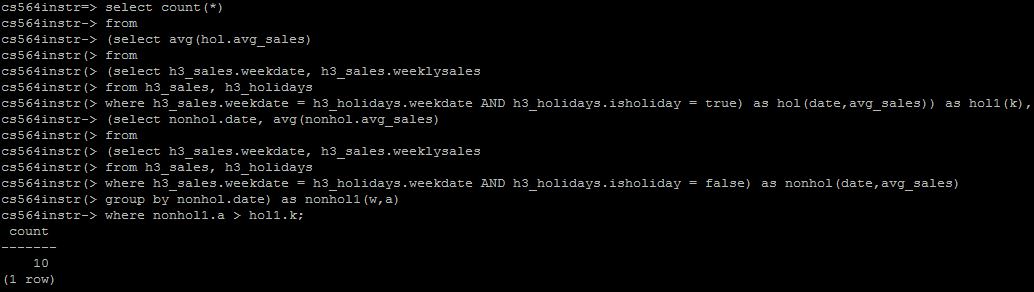 cs564instr=> select count(*)
cs564instr-> from
cs564instr-> (select avg(hol.avg_sales)
cs564instr(> from
cs564instr(> (select h3_sales.weekdate, h3_sales.weeklysales
cs564instr(> from h3_sales, h3_holidays
cs564instr(> where h3_sales.weekdate = h3_holidays.weekdate AND h3_holidays.isholiday = true) as hol(date,avg_sales)) as hol1(k),
cs564instr-> (select nonhol.date, avg(nonhol.avg_sales)
cs564instr(> from
cs564instr(> (select h3_sales.weekdate, h3_sales.weeklysales
cs564instr(> from h3_sales, h3_holidays
cs564instr(> where h3_sales.weekdate = h3_holidays.weekdate AND h3_holidays.isholiday = false) as nonhol(date,avg_sales)
cs564instr(> group by nonhol.date) as nonhol1(w,a)
cs564instr-> where nonhol1.a > hol1.k;
count
-------
10
(1 row)